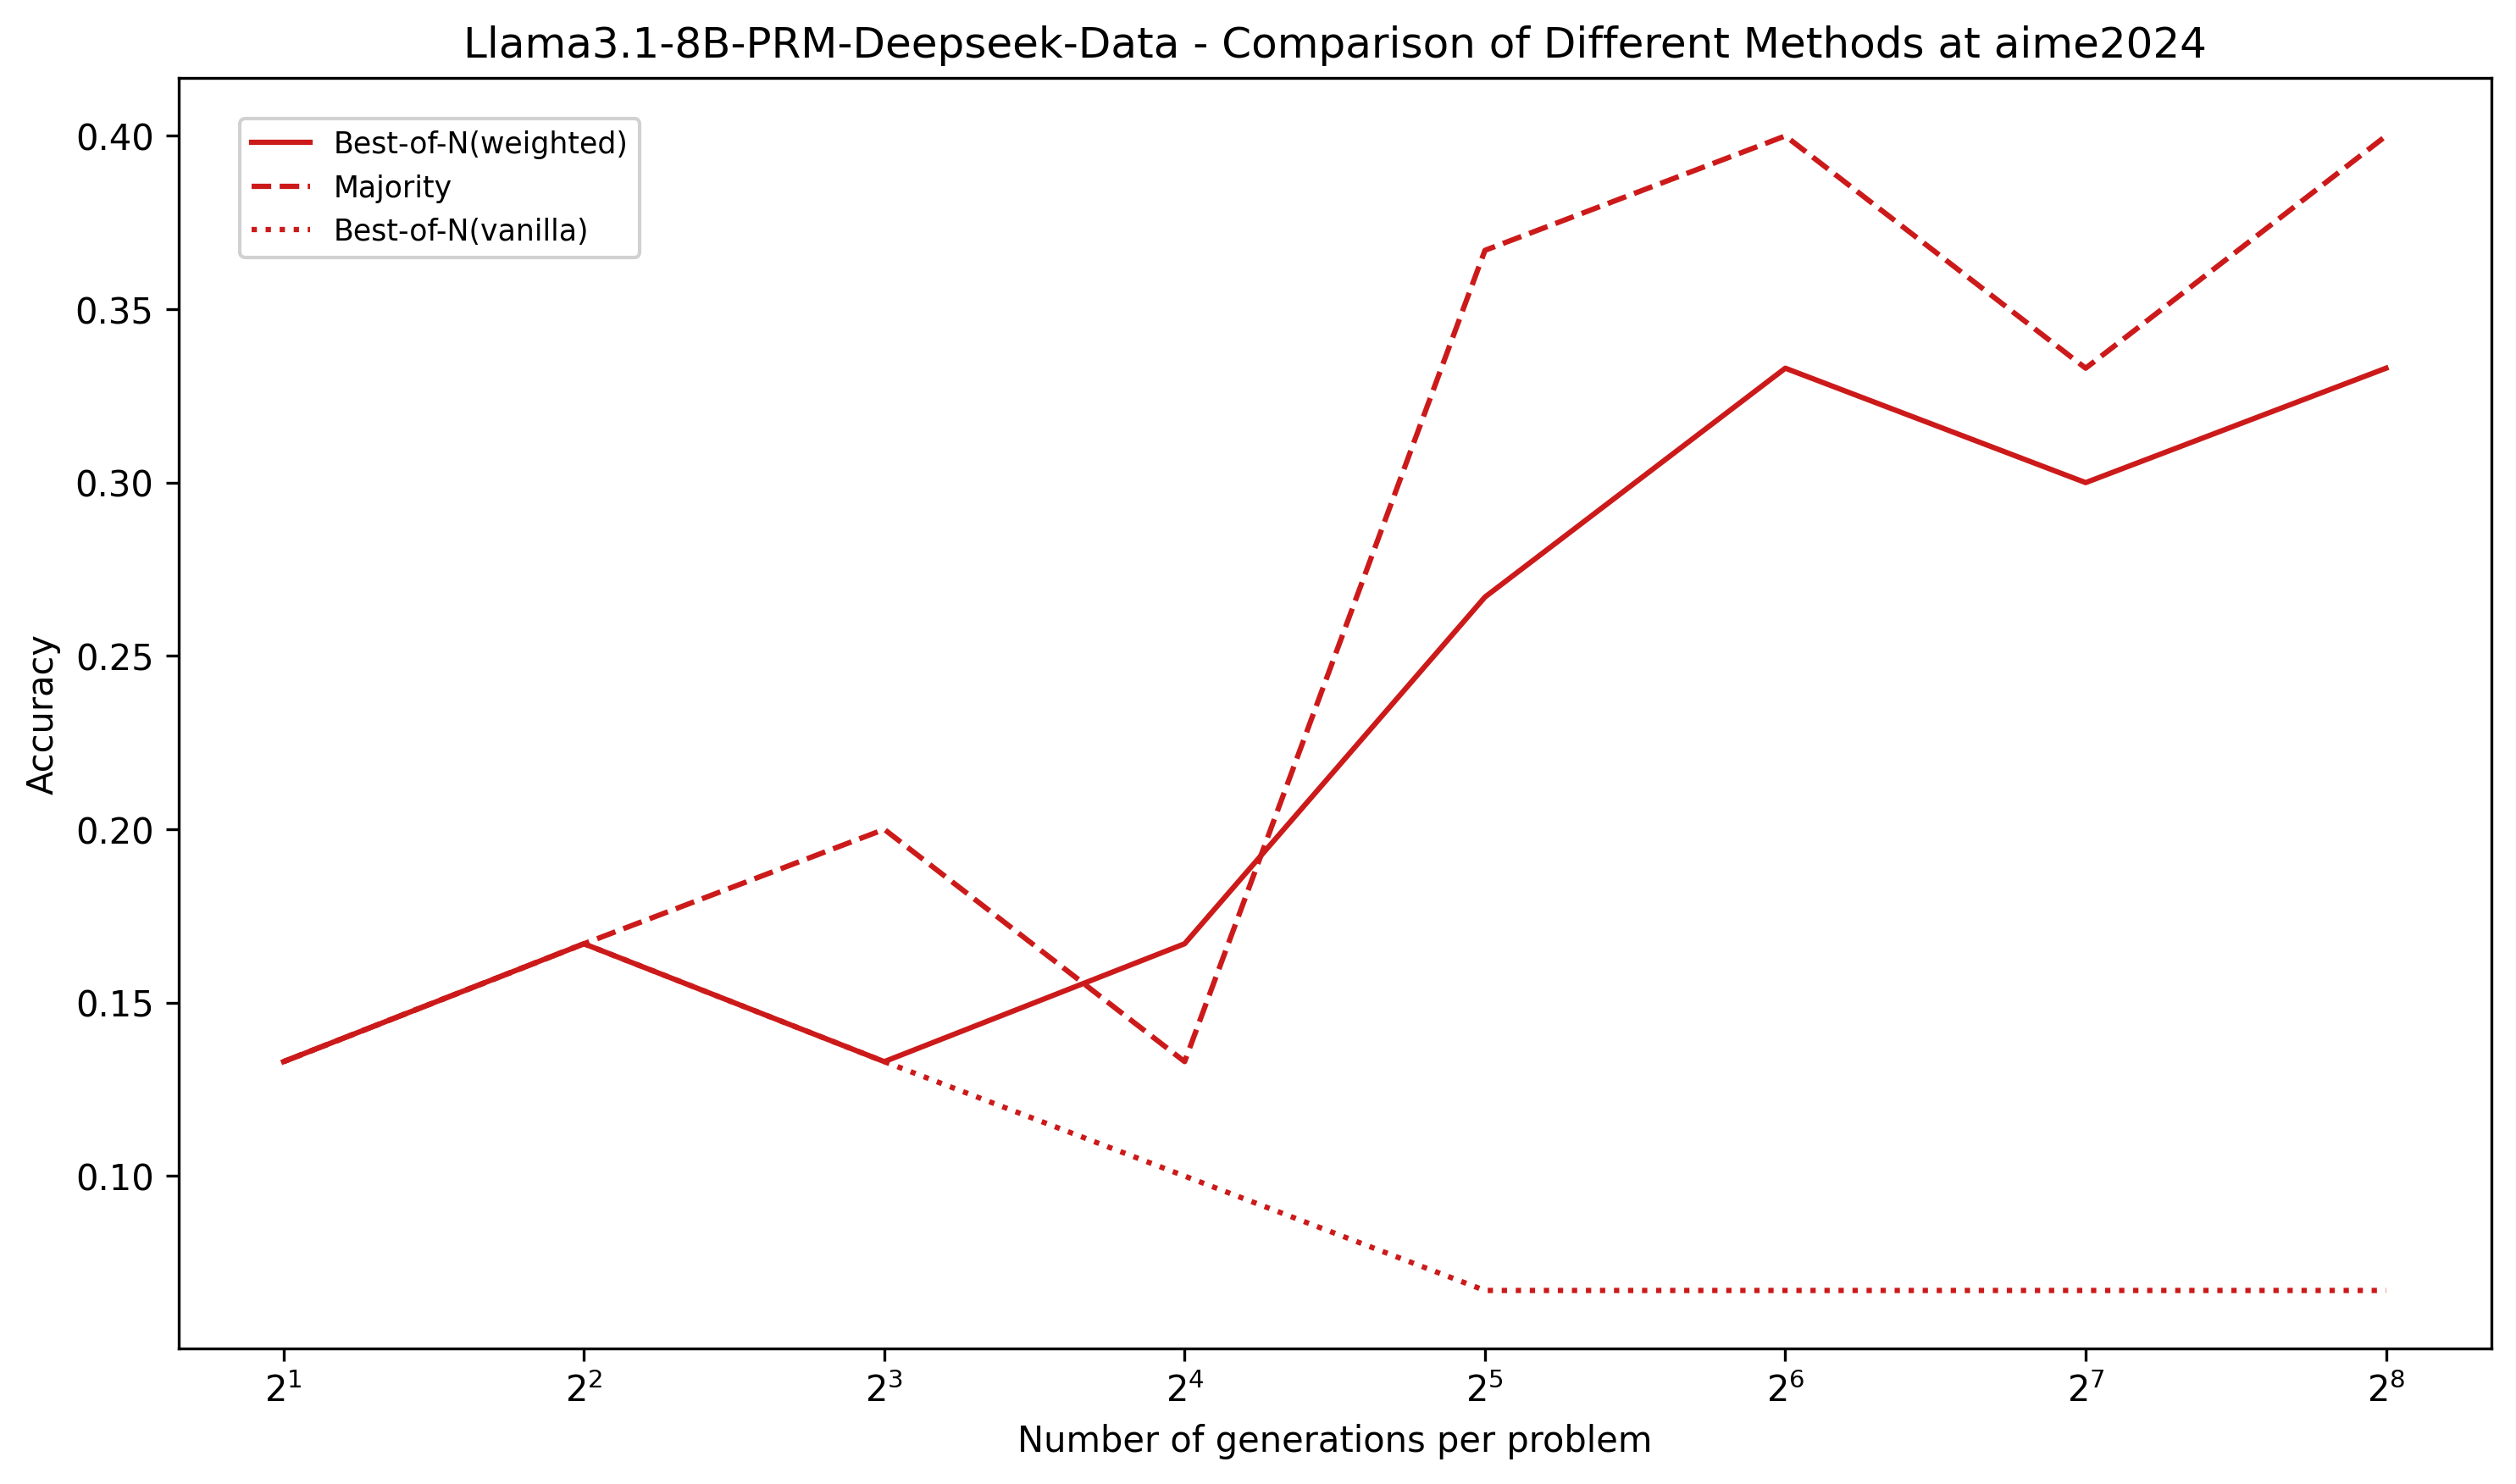 Llama3.1-8B-PRM-Deepseek-Data - Comparison of Different Methods at aime2024
Best-of-N(weighted)
Majority
Best-of-N(vanilla)
Accuracy
0.40
0.35
0.30
0.25
0.20
0.15
0.10
2¹ 2² 2³ 2⁴ 2⁵ 2⁶ 2⁷ 2⁸
Number of generations per problem